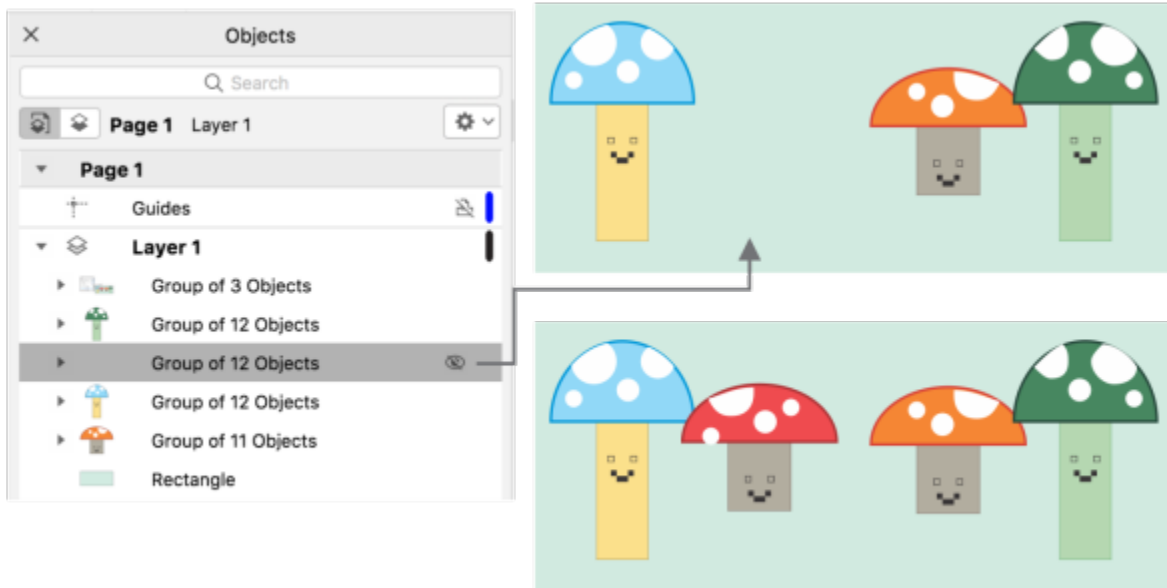 Objects
Search
Page 1 Layer 1
Page 1
Guides
Layer 1
Group of 3 Objects
Group of 12 Objects
Group of 12 Objects
Group of 12 Objects
Group of 11 Objects
Rectangle